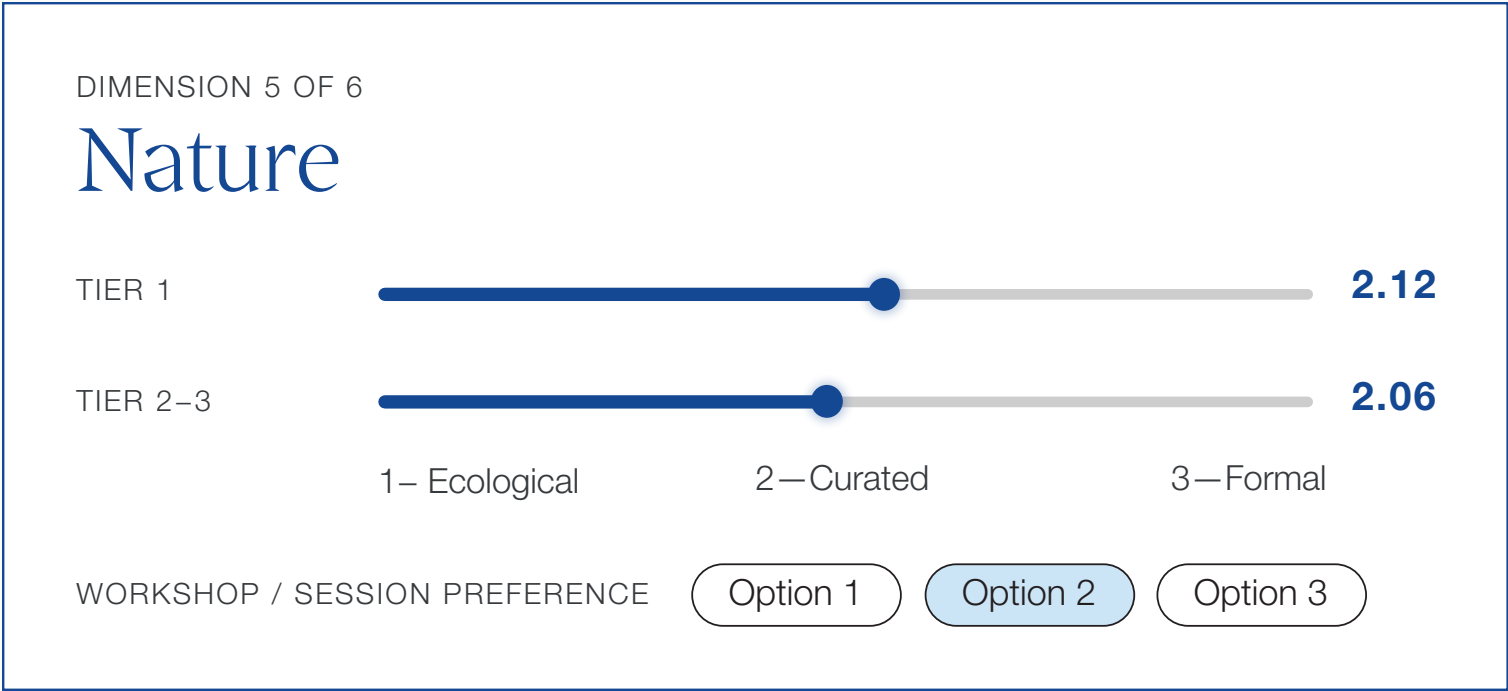 DIMENSION 5 OF 6
Nature
TIER 1 2.12
TIER 2–3 2.06
1– Ecological 2—Curated 3—Formal
WORKSHOP / SESSION PREFERENCE Option 1 Option 2 Option 3